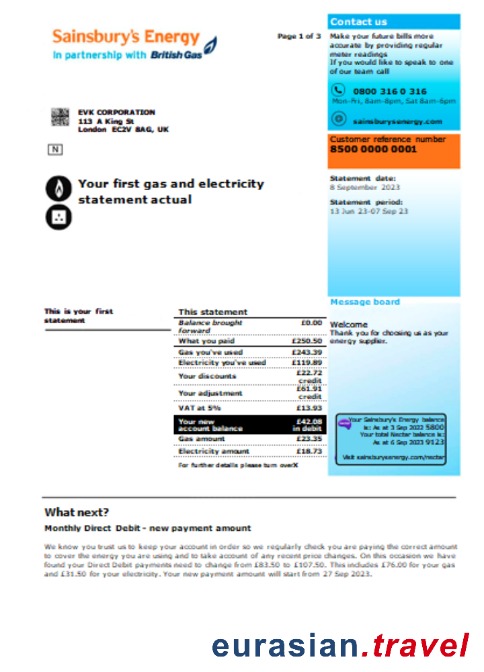 Sainsbury's Energy
in partnership with British Gas
Page 1 of 3
Contact us
Make your future bills more
accurate by providing regular
meter readings
If you would like to speak to one
of our team call
0800 316 0 316
Mon-Fri, 8am-8pm, Sat 8am-6pm
sainsburysenergy.com
EVK CORPORATION
113 A King St
London EC2V 8AG, UK
N
Customer reference number
8500 0000 0001
Your first gas and electricity
statement actual
Statement date:
8 September 2023
Statement period:
13 Jun 23-07 Sep 23
This is your first
statement
This statement
Balance brought £0.00
forward
What you paid £250.50
Gas you've used £243.39
Electricity you've used £119.89
Your discounts £22.72
credit
Your adjustment £61.91
credit
VAT at 5% £13.93
Your new £42.08
account balance in debit
Gas amount £23.35
Electricity amount £18.73
For further details please turn overX
Message board
Welcome
Thank you for choosing us as your
energy supplier.
Your Sainsbury's Energy balance
is: As at 3 Sep 2022 5800
Your total Nectar balance is:
As at 6 Sep 2023 9123
Visit sainsburysenergy.com/nectar
What next?
Monthly Direct Debit - new payment amount
We know you trust us to keep your account in order so we regularly check you are paying the correct amount
to cover the energy you are using and to take account of any recent price changes. On this occasion we have
found your Direct Debit payments need to change from £83.50 to £107.50. This includes £76.00 for your gas
and £31.50 for your electricity. Your new payment amount will start from 27 Sep 2023.
eurasian.travel